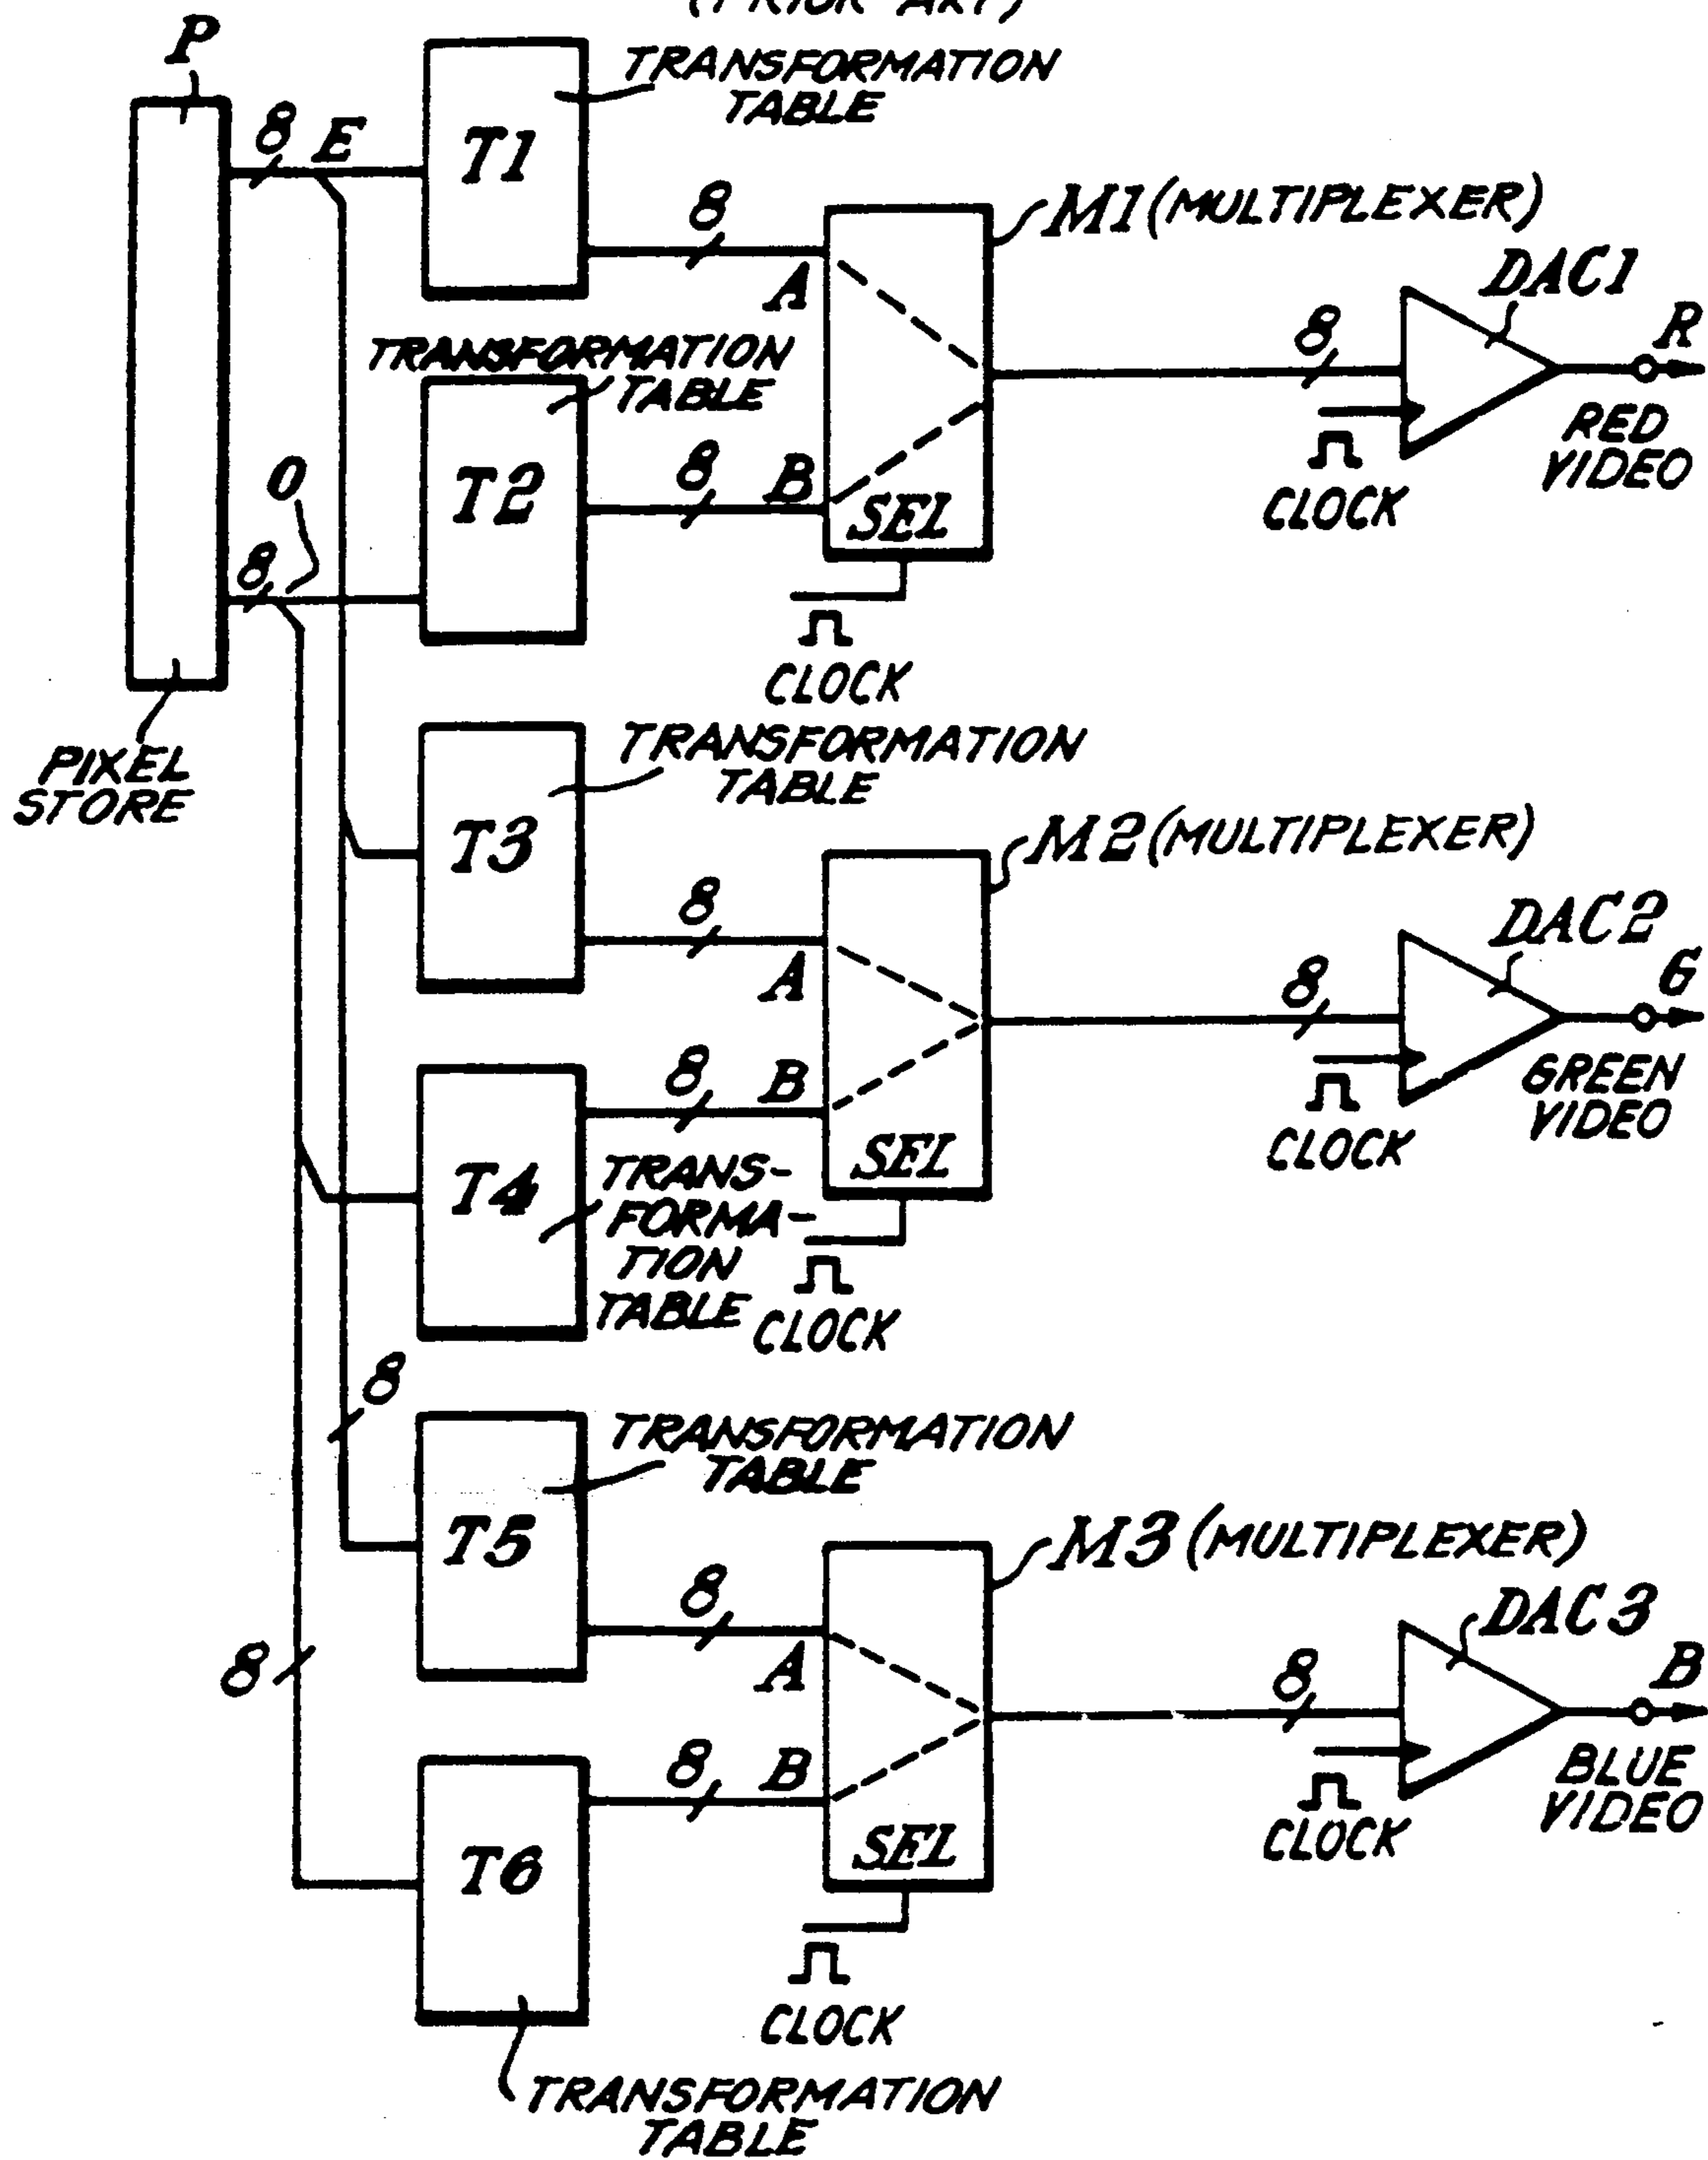 (PRIOR ART)
P
TRANSFORMATION
TABLE
8 E
T1
8
M1 (MULTIPLEXER)
A
DAC1
8
R
TRANSFORMATION
TABLE
RED
VIDEO
CLOCK
O
T2
8 B
SEL
8
CLOCK
PIXEL
STORE
TRANSFORMATION
TABLE
T3
M2 (MULTIPLEXER)
8
A
DAC2
8
G
GREEN
VIDEO
CLOCK
8 B
T4
SEL
TRANS-
FORMA-
TION
TABLE
CLOCK
8
TRANSFORMATION
TABLE
T5
M3 (MULTIPLEXER)
8
A
DAC3
8
B
8
BLUE
VIDEO
CLOCK
8 B
SEL
T6
CLOCK
TRANSFORMATION
TABLE